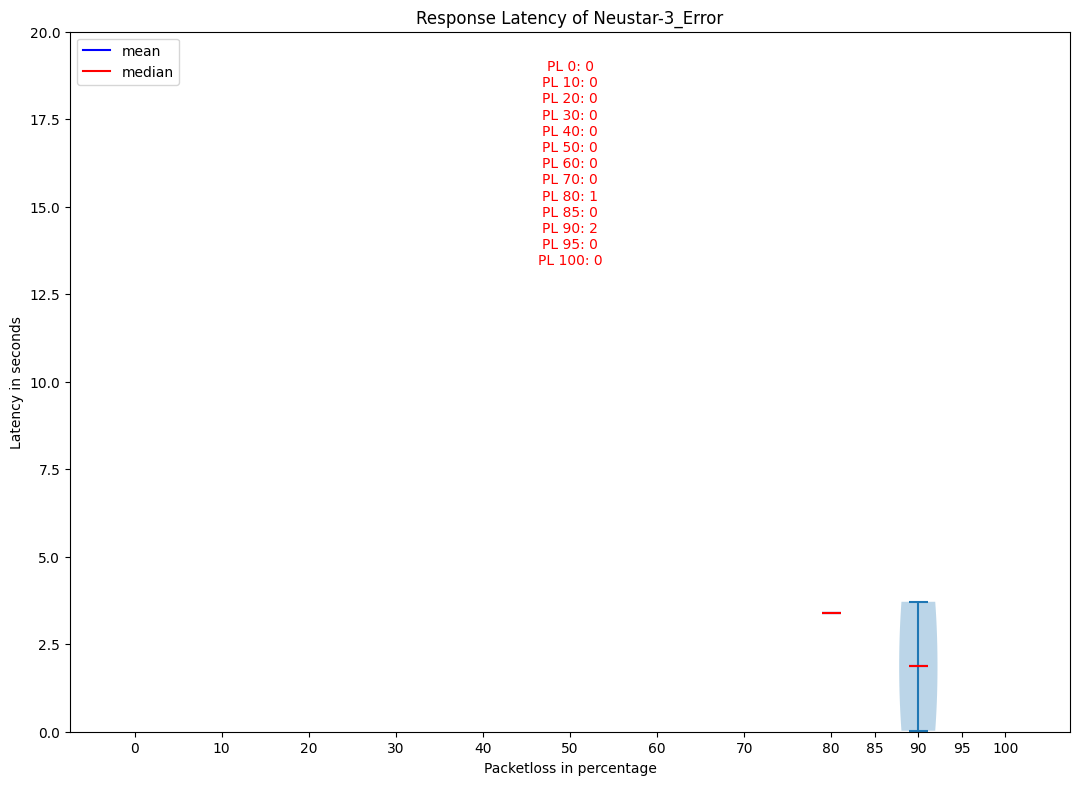 Response Latency of Neustar-3_Error
mean
median
PL 0: 0
PL 10: 0
PL 20: 0
PL 30: 0
PL 40: 0
PL 50: 0
PL 60: 0
PL 70: 0
PL 80: 1
PL 85: 0
PL 90: 2
PL 95: 0
PL 100: 0
Latency in seconds
20.0
17.5
15.0
12.5
10.0
7.5
5.0
2.5
0.0
0 10 20 30 40 50 60 70 80 85 90 95 100
Packetloss in percentage